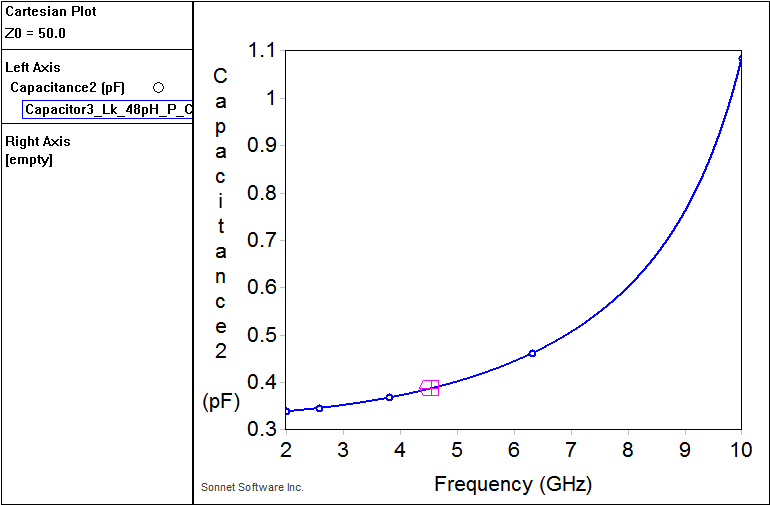 Cartesian Plot
Z0 = 50.0
Left Axis
Capacitance2 (pF)
Capacitor3_Lk_48pH_P_C
Right Axis
[empty]
Capacitance2
(pF)
1.1
1
0.9
0.8
0.7
0.6
0.5
0.4
0.3
2 3 4 5 6 7 8 9 10
Sonnet Software Inc.
Frequency (GHz)